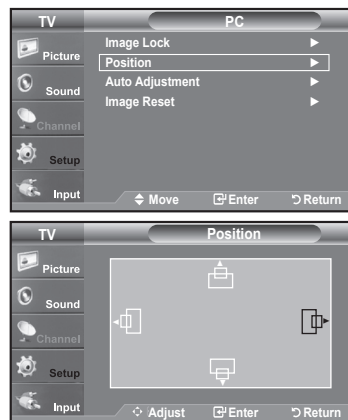 TV
PC
Picture
Sound
Channel
Setup
Input
Image Lock
Position
Auto Adjustment
Image Reset
Move
Enter
Return
TV
Position
Picture
Sound
Channel
Setup
Input
Adjust
Enter
Return